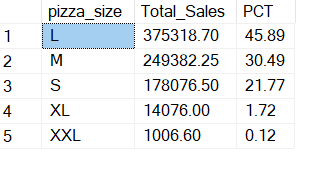 pizza_size Total_Sales PCT
1 L 375318.70 45.89
2 M 249382.25 30.49
3 S 178076.50 21.77
4 XL 14076.00 1.72
5 XXL 1006.60 0.12